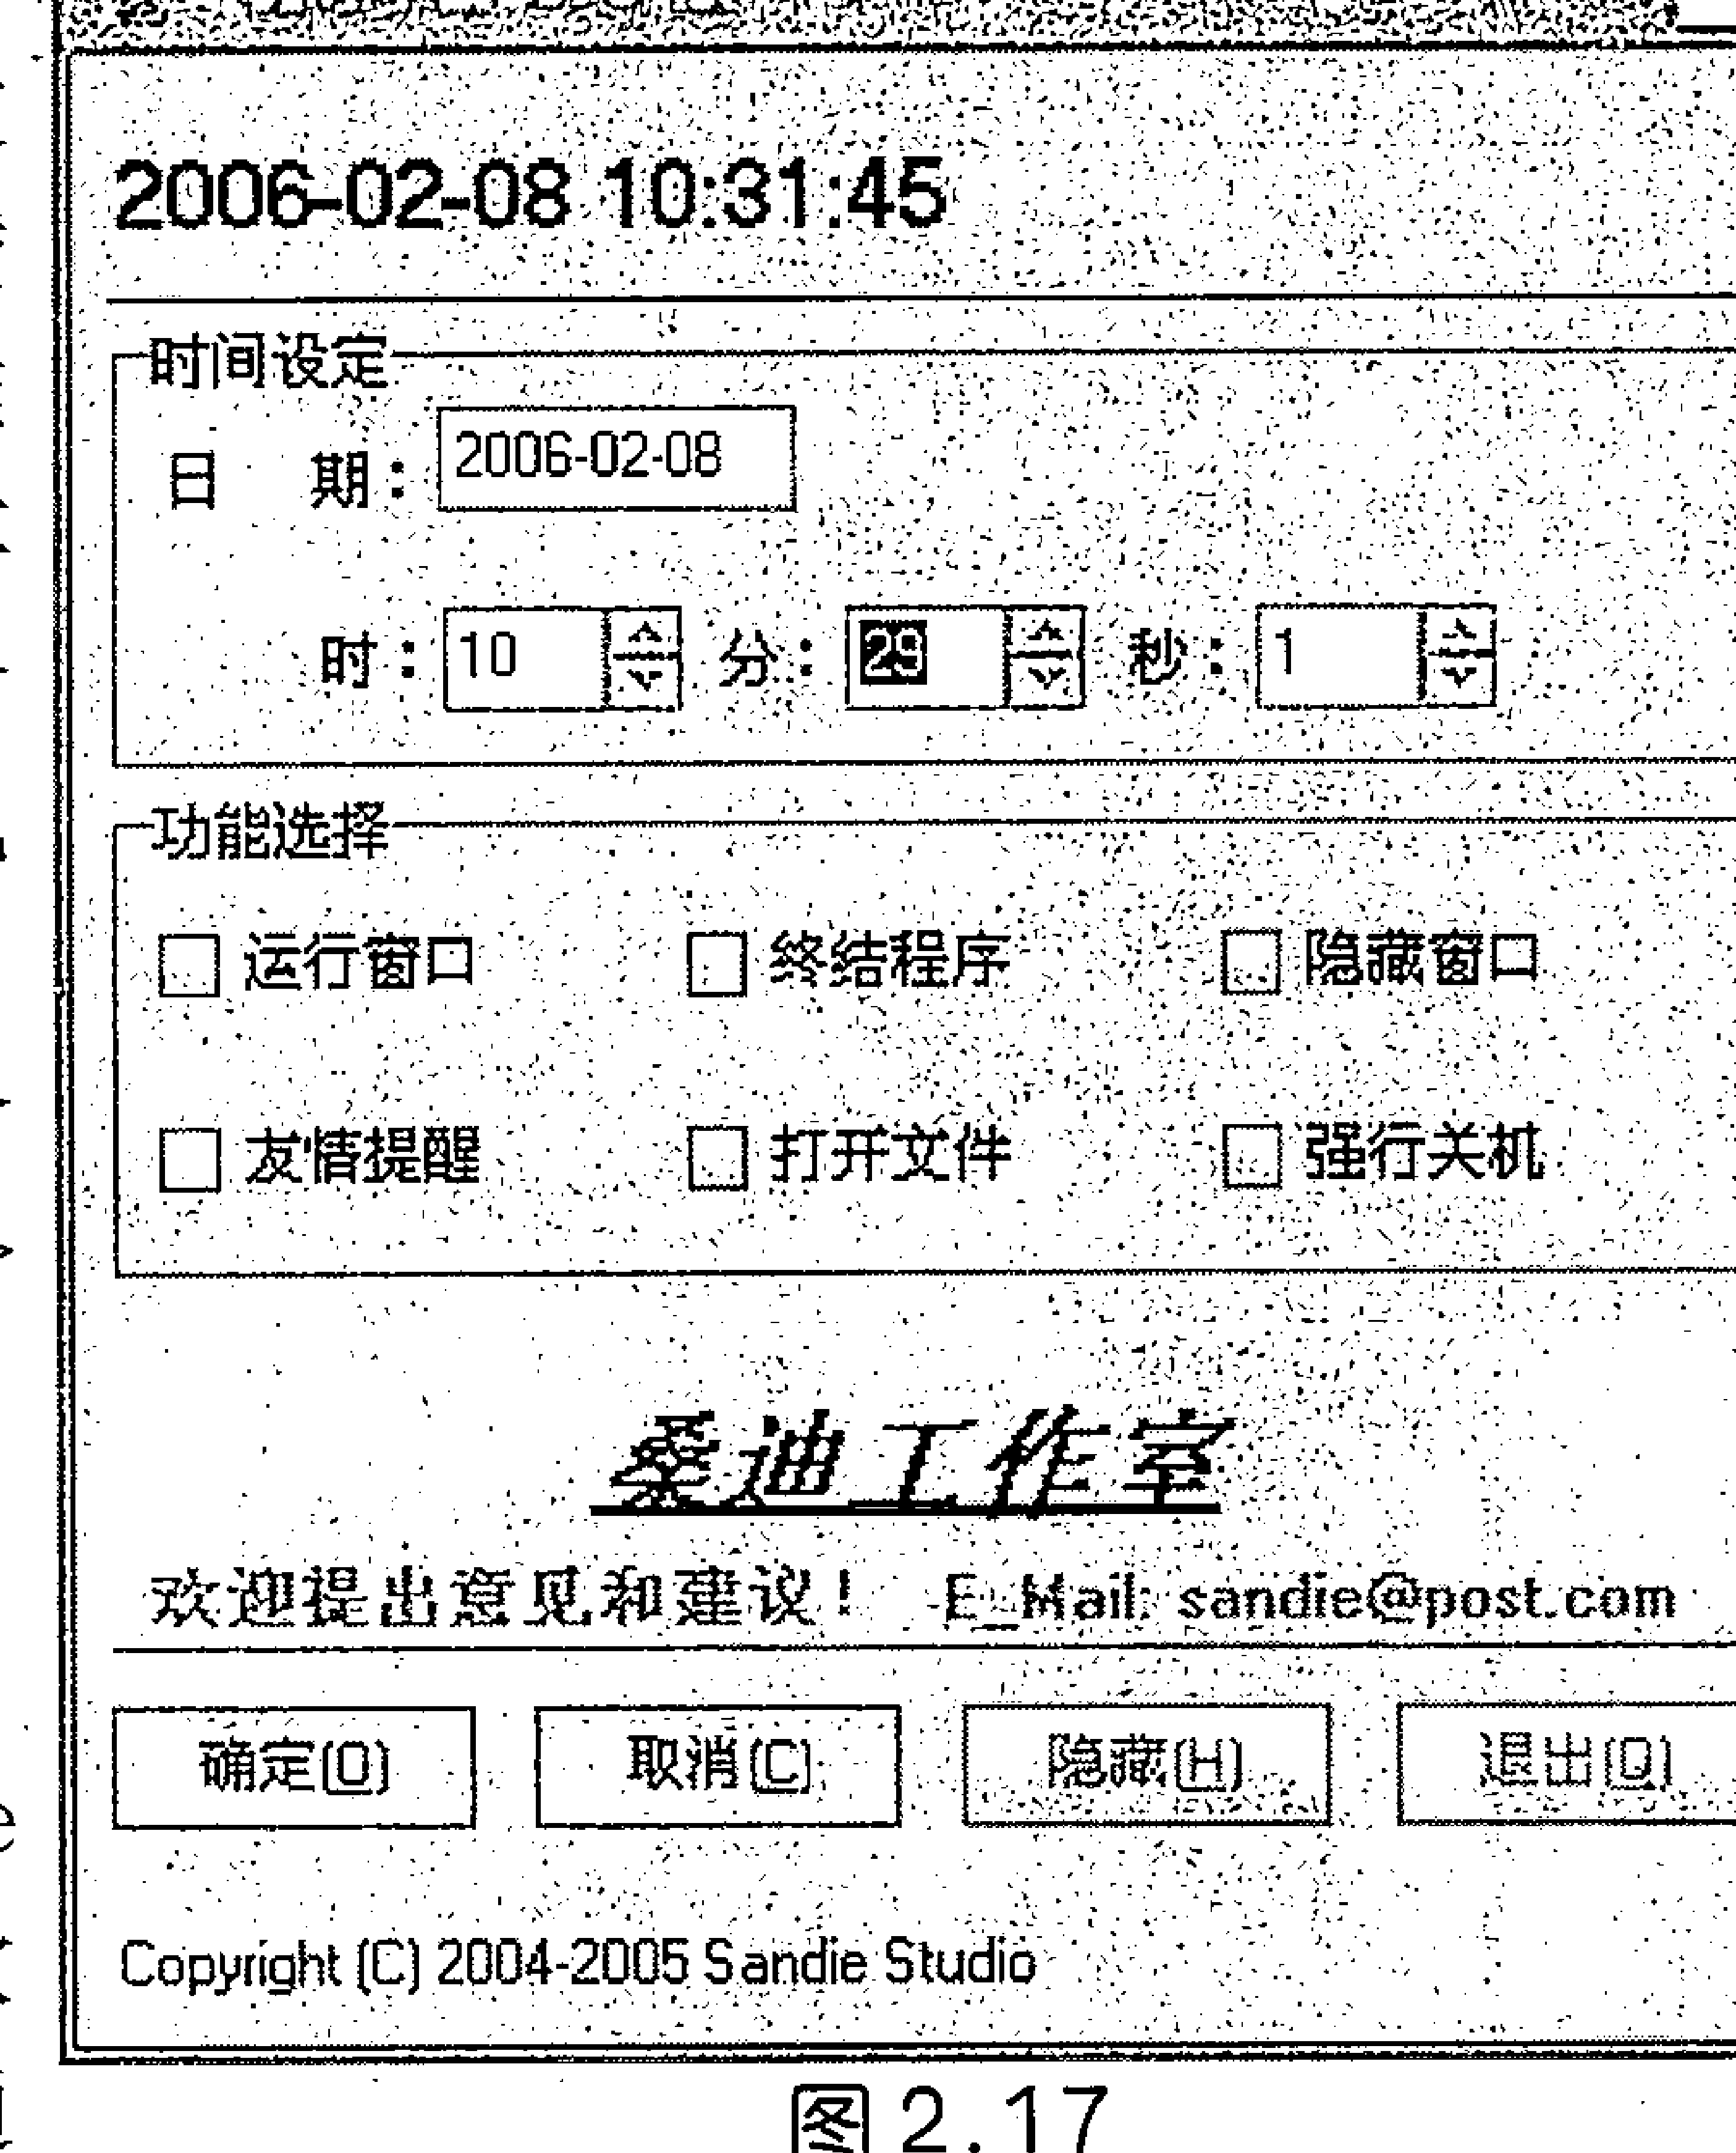 2006-02-08 10:31:45
时间设定
日 期：2006-02-08
时：10 分：29 秒：1
功能选择
运行窗口 终结程序 隐藏窗口
友情提醒 打开文件 强行关机
桑迪工作室
欢迎提出意见和建议！ E_Mail: sandie@post.com
确定(O) 取消(C) 隐藏(H) 退出(Q)
Copyright (C) 2004-2005 Sandie Studio
图 2.17